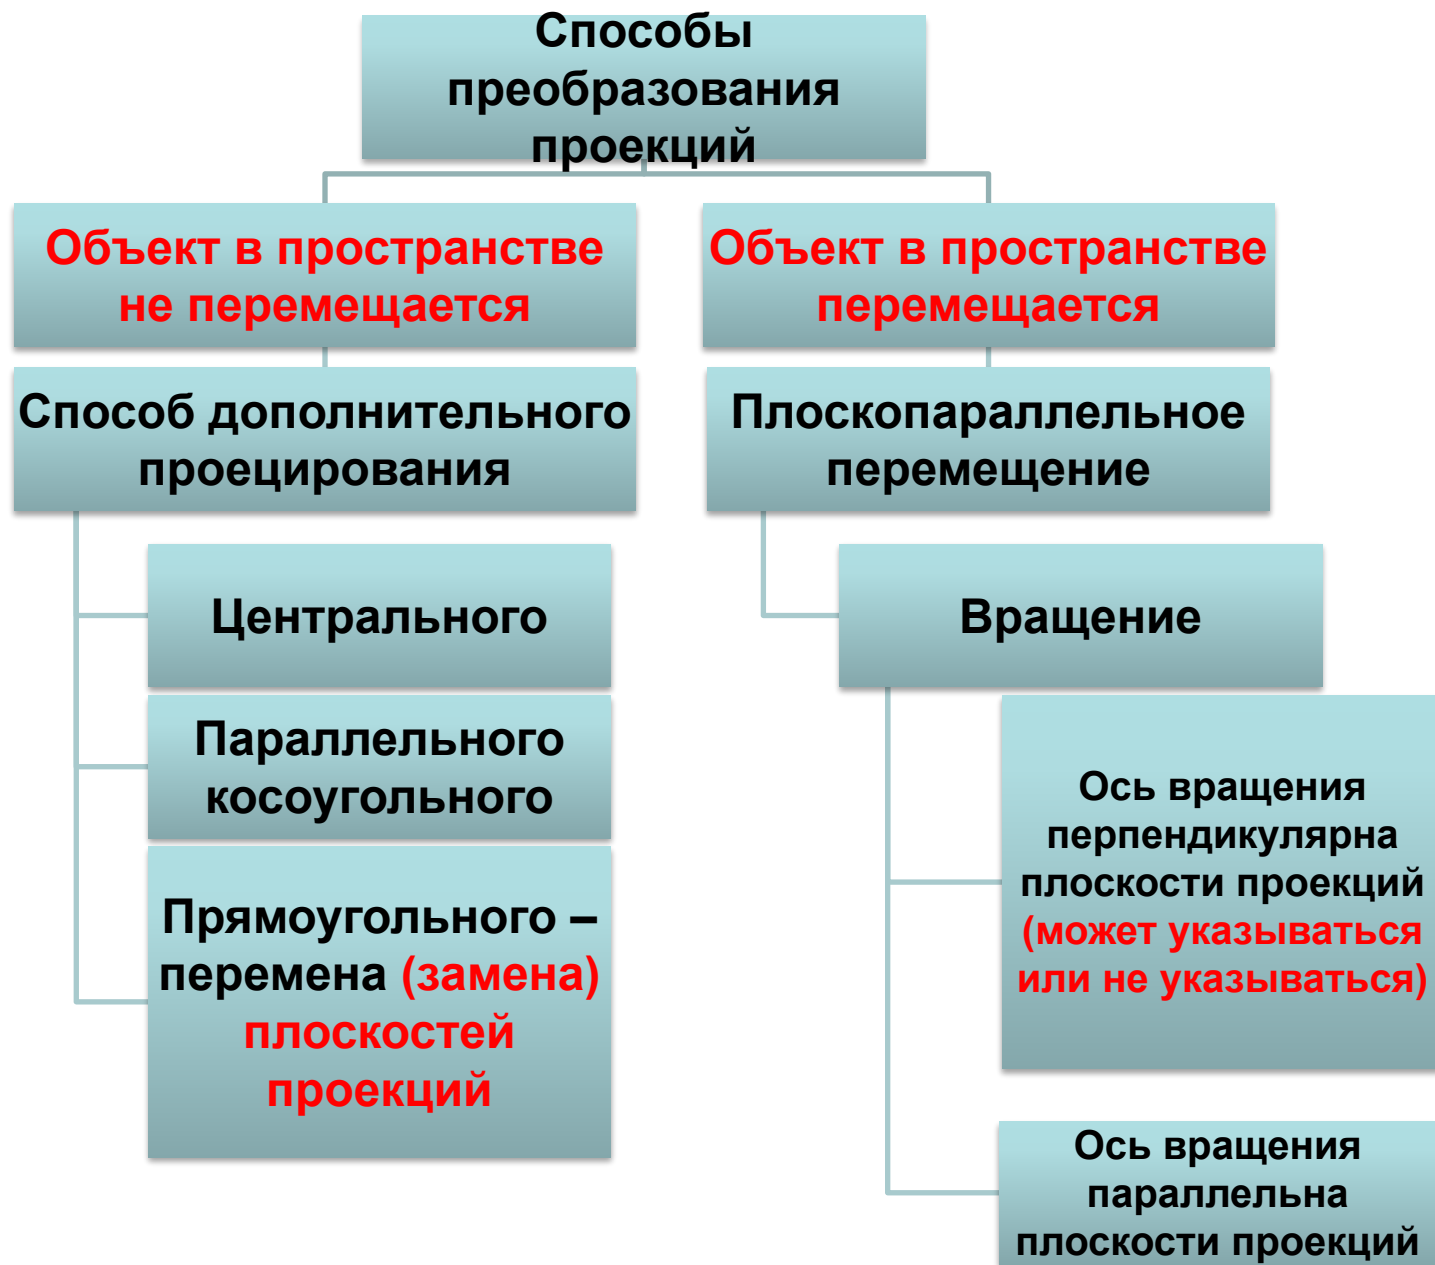 Способы
преобразования
проекций
Объект в пространстве
не перемещается
Объект в пространстве
перемещается
Способ дополнительного
проецирования
Плоскопараллельное
перемещение
Центрального
Вращение
Параллельного
косоугольного
Прямоугольного –
перемена (замена)
плоскостей
проекций
Ось вращения
перпендикулярна
плоскости проекций
(может указываться
или не указываться)
Ось вращения
параллельна
плоскости проекций